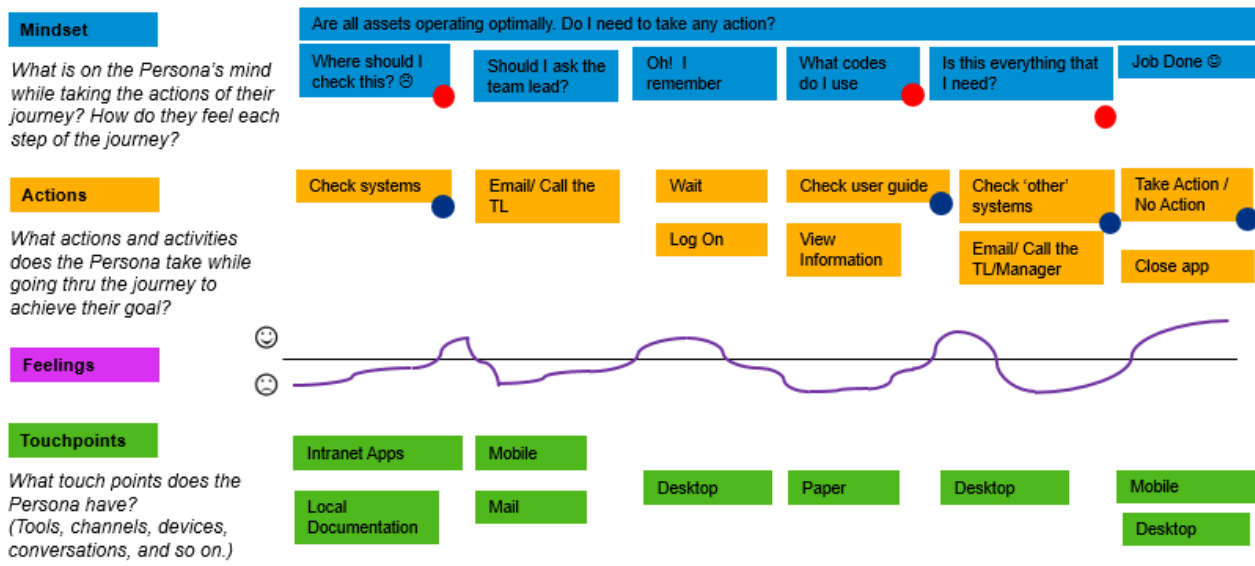 Mindset
What is on the Persona's mind
while taking the actions of their
journey? How do they feel each
step of the journey?
Are all assets operating optimally. Do I need to take any action?
Where should I
check this? ☹
Should I ask the
team lead?
Oh! I
remember
What codes
do I use
Is this everything that
I need?
Job Done ☺
Actions
What actions and activities
does the Persona take while
going thru the journey to
achieve their goal?
Check systems
Email/ Call the
TL
Wait
Log On
Check user guide
View
Information
Check 'other'
systems
Email/ Call the
TL/Manager
Take Action /
No Action
Close app
Feelings
Touchpoints
What touch points does the
Persona have?
(Tools, channels, devices,
conversations, and so on.)
Intranet Apps
Local
Documentation
Mobile
Mail
Desktop
Paper
Desktop
Mobile
Desktop